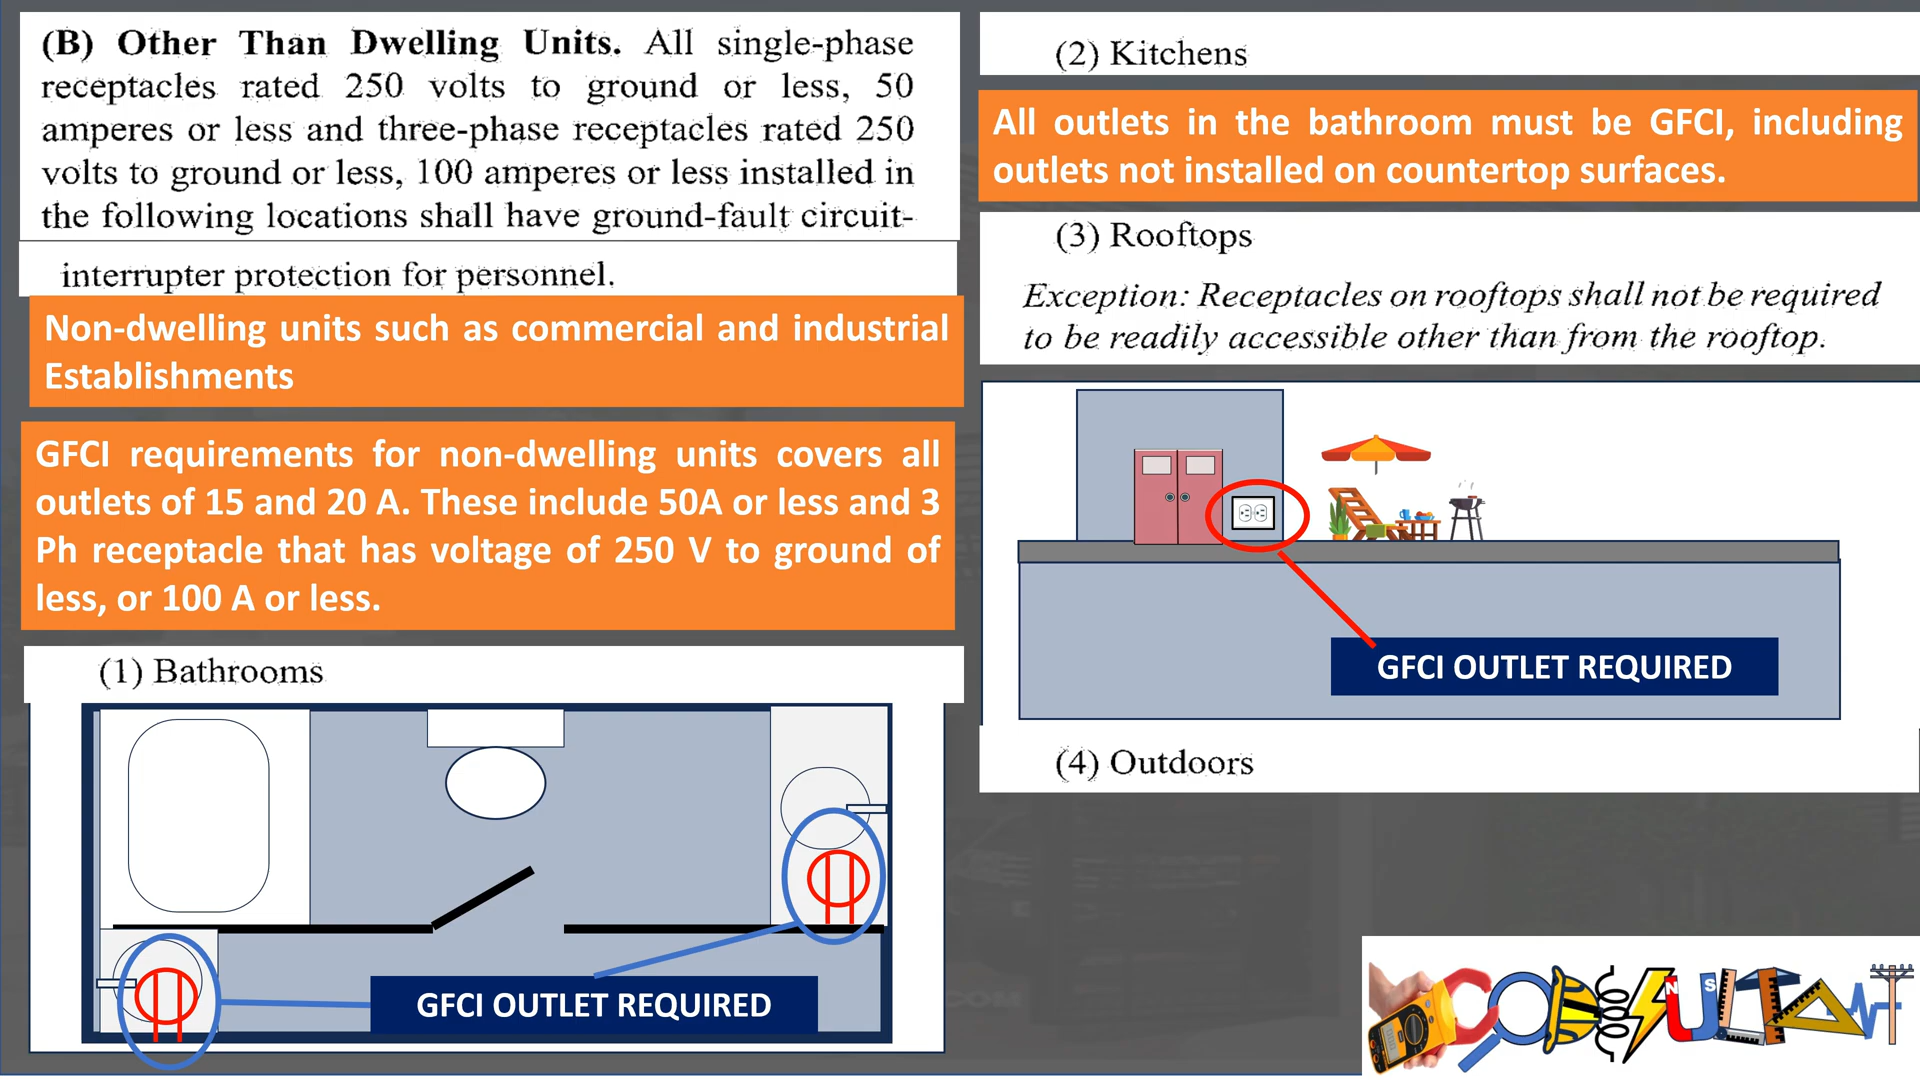 (B) Other Than Dwelling Units. All single-phase
receptacles rated 250 volts to ground or less, 50
amperes or less and three-phase receptacles rated 250
volts to ground or less, 100 amperes or less installed in
the following locations shall have ground-fault circuit-
interrupter protection for personnel.
Non-dwelling units such as commercial and industrial
Establishments
GFCI requirements for non-dwelling units covers all
outlets of 15 and 20 A. These include 50A or less and 3
Ph receptacle that has voltage of 250 V to ground of
less, or 100 A or less.
(1) Bathrooms
GFCI OUTLET REQUIRED
(2) Kitchens
All outlets in the bathroom must be GFCI, including
outlets not installed on countertop surfaces.
(3) Rooftops
Exception: Receptacles on rooftops shall not be required
to be readily accessible other than from the rooftop.
GFCI OUTLET REQUIRED
(4) Outdoors
N S